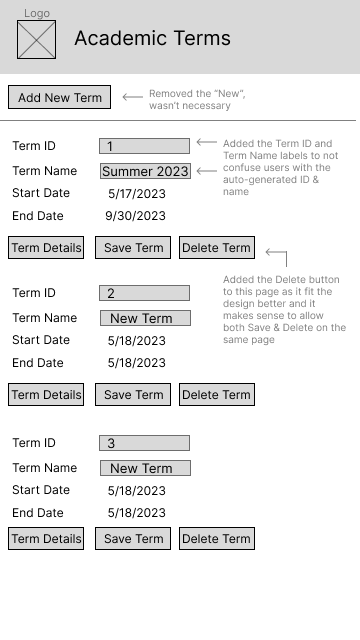 Logo
Academic Terms
Add New Term
Removed the "New",
wasn't necessary
Term ID
1
Added the Term ID and
Term Name labels to not
confuse users with the
auto-generated ID &
name
Term Name
Summer 2023
Start Date
5/17/2023
End Date
9/30/2023
Term Details
Save Term
Delete Term
Added the Delete button
to this page as it fit the
design better and it
makes sense to allow
both Save & Delete on the
same page
Term ID
2
Term Name
New Term
Start Date
5/18/2023
End Date
5/18/2023
Term Details
Save Term
Delete Term
Term ID
3
Term Name
New Term
Start Date
5/18/2023
End Date
5/18/2023
Term Details
Save Term
Delete Term